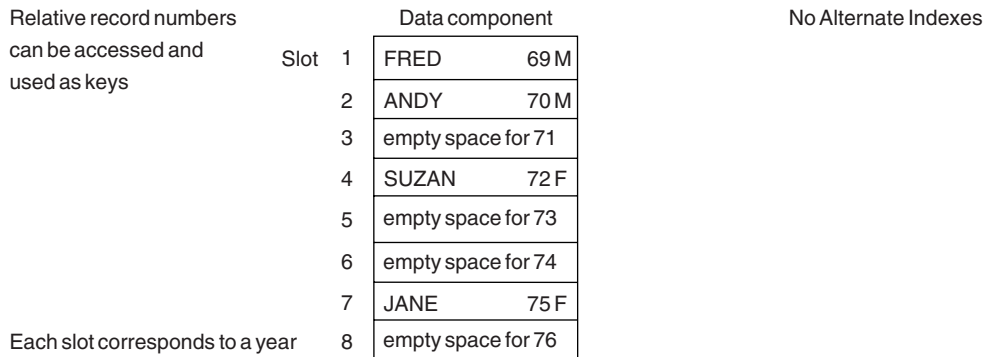 Relative record numbers can be accessed and used as keys
Data component
No Alternate Indexes
Slot 1 FRED 69 M
2 ANDY 70 M
3 empty space for 71
4 SUZAN 72 F
5 empty space for 73
6 empty space for 74
7 JANE 75 F
Each slot corresponds to a year 8 empty space for 76